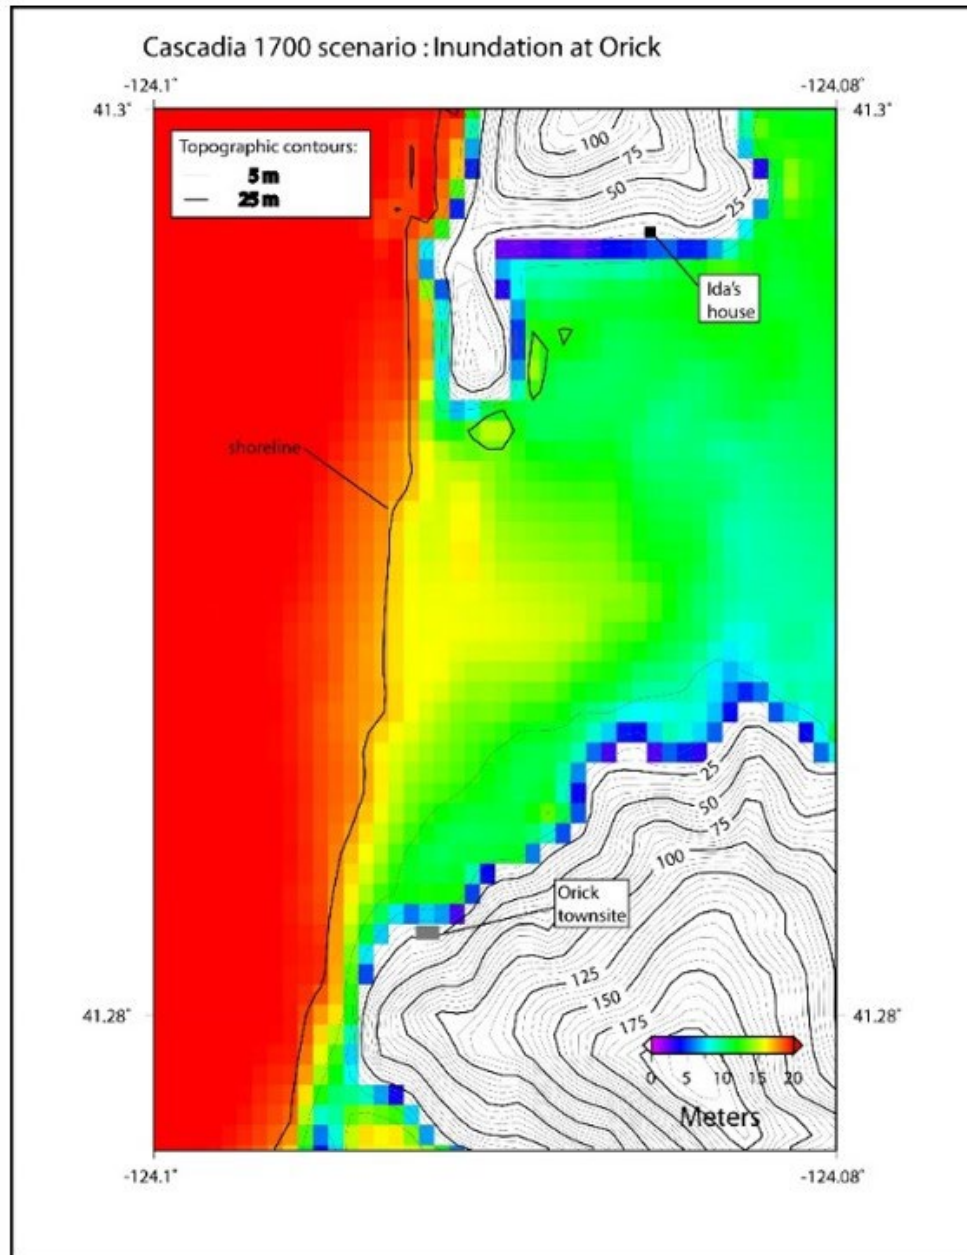 Cascadia 1700 scenario : Inundation at Orick
-124.1° -124.08°
41.3° 41.3°
Topographic contours:
5 m
25 m
100
75
50
25
Ida's
house
shoreline
25
50
75
100
Orick
townsite
125
150
175
41.28° 41.28°
0 5 10 15 20
Meters
-124.1° -124.08°